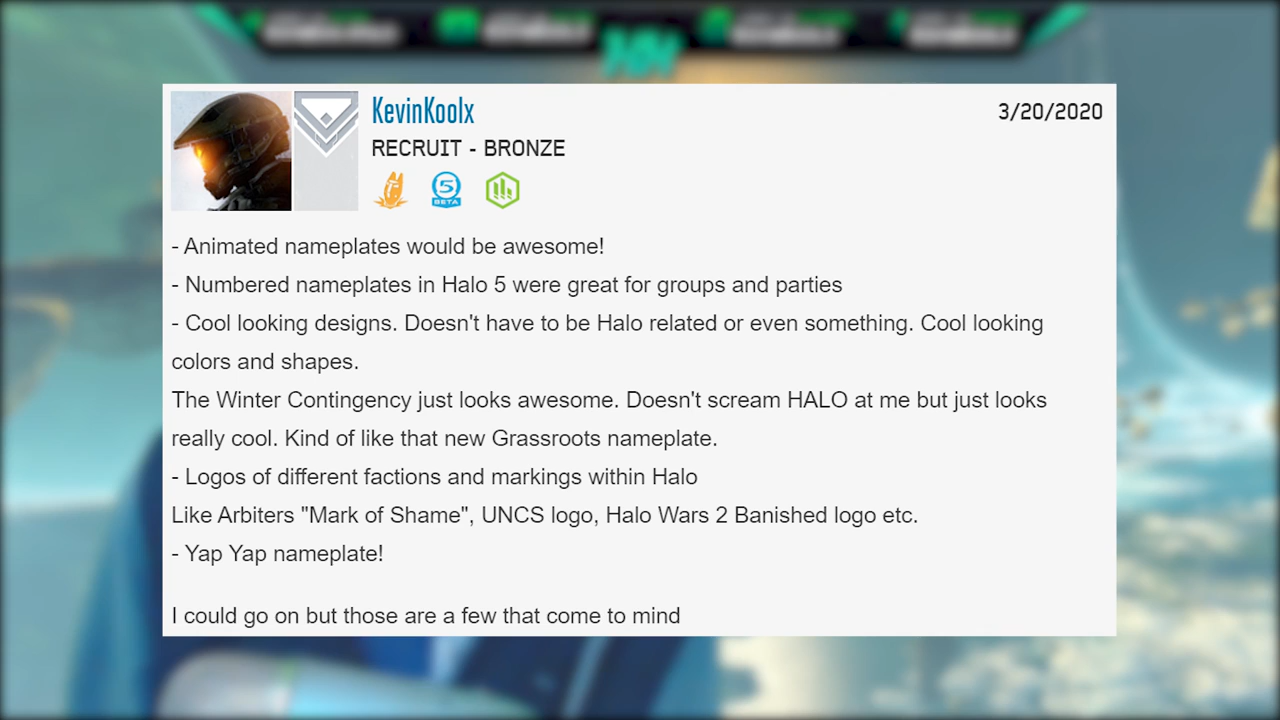 KevinKoolx
3/20/2020
RECRUIT - BRONZE
5
BETA
- Animated nameplates would be awesome!
- Numbered nameplates in Halo 5 were great for groups and parties
- Cool looking designs. Doesn't have to be Halo related or even something. Cool looking
colors and shapes.
The Winter Contingency just looks awesome. Doesn't scream HALO at me but just looks
really cool. Kind of like that new Grassroots nameplate.
- Logos of different factions and markings within Halo
Like Arbiters "Mark of Shame", UNCS logo, Halo Wars 2 Banished logo etc.
- Yap Yap nameplate!
I could go on but those are a few that come to mind